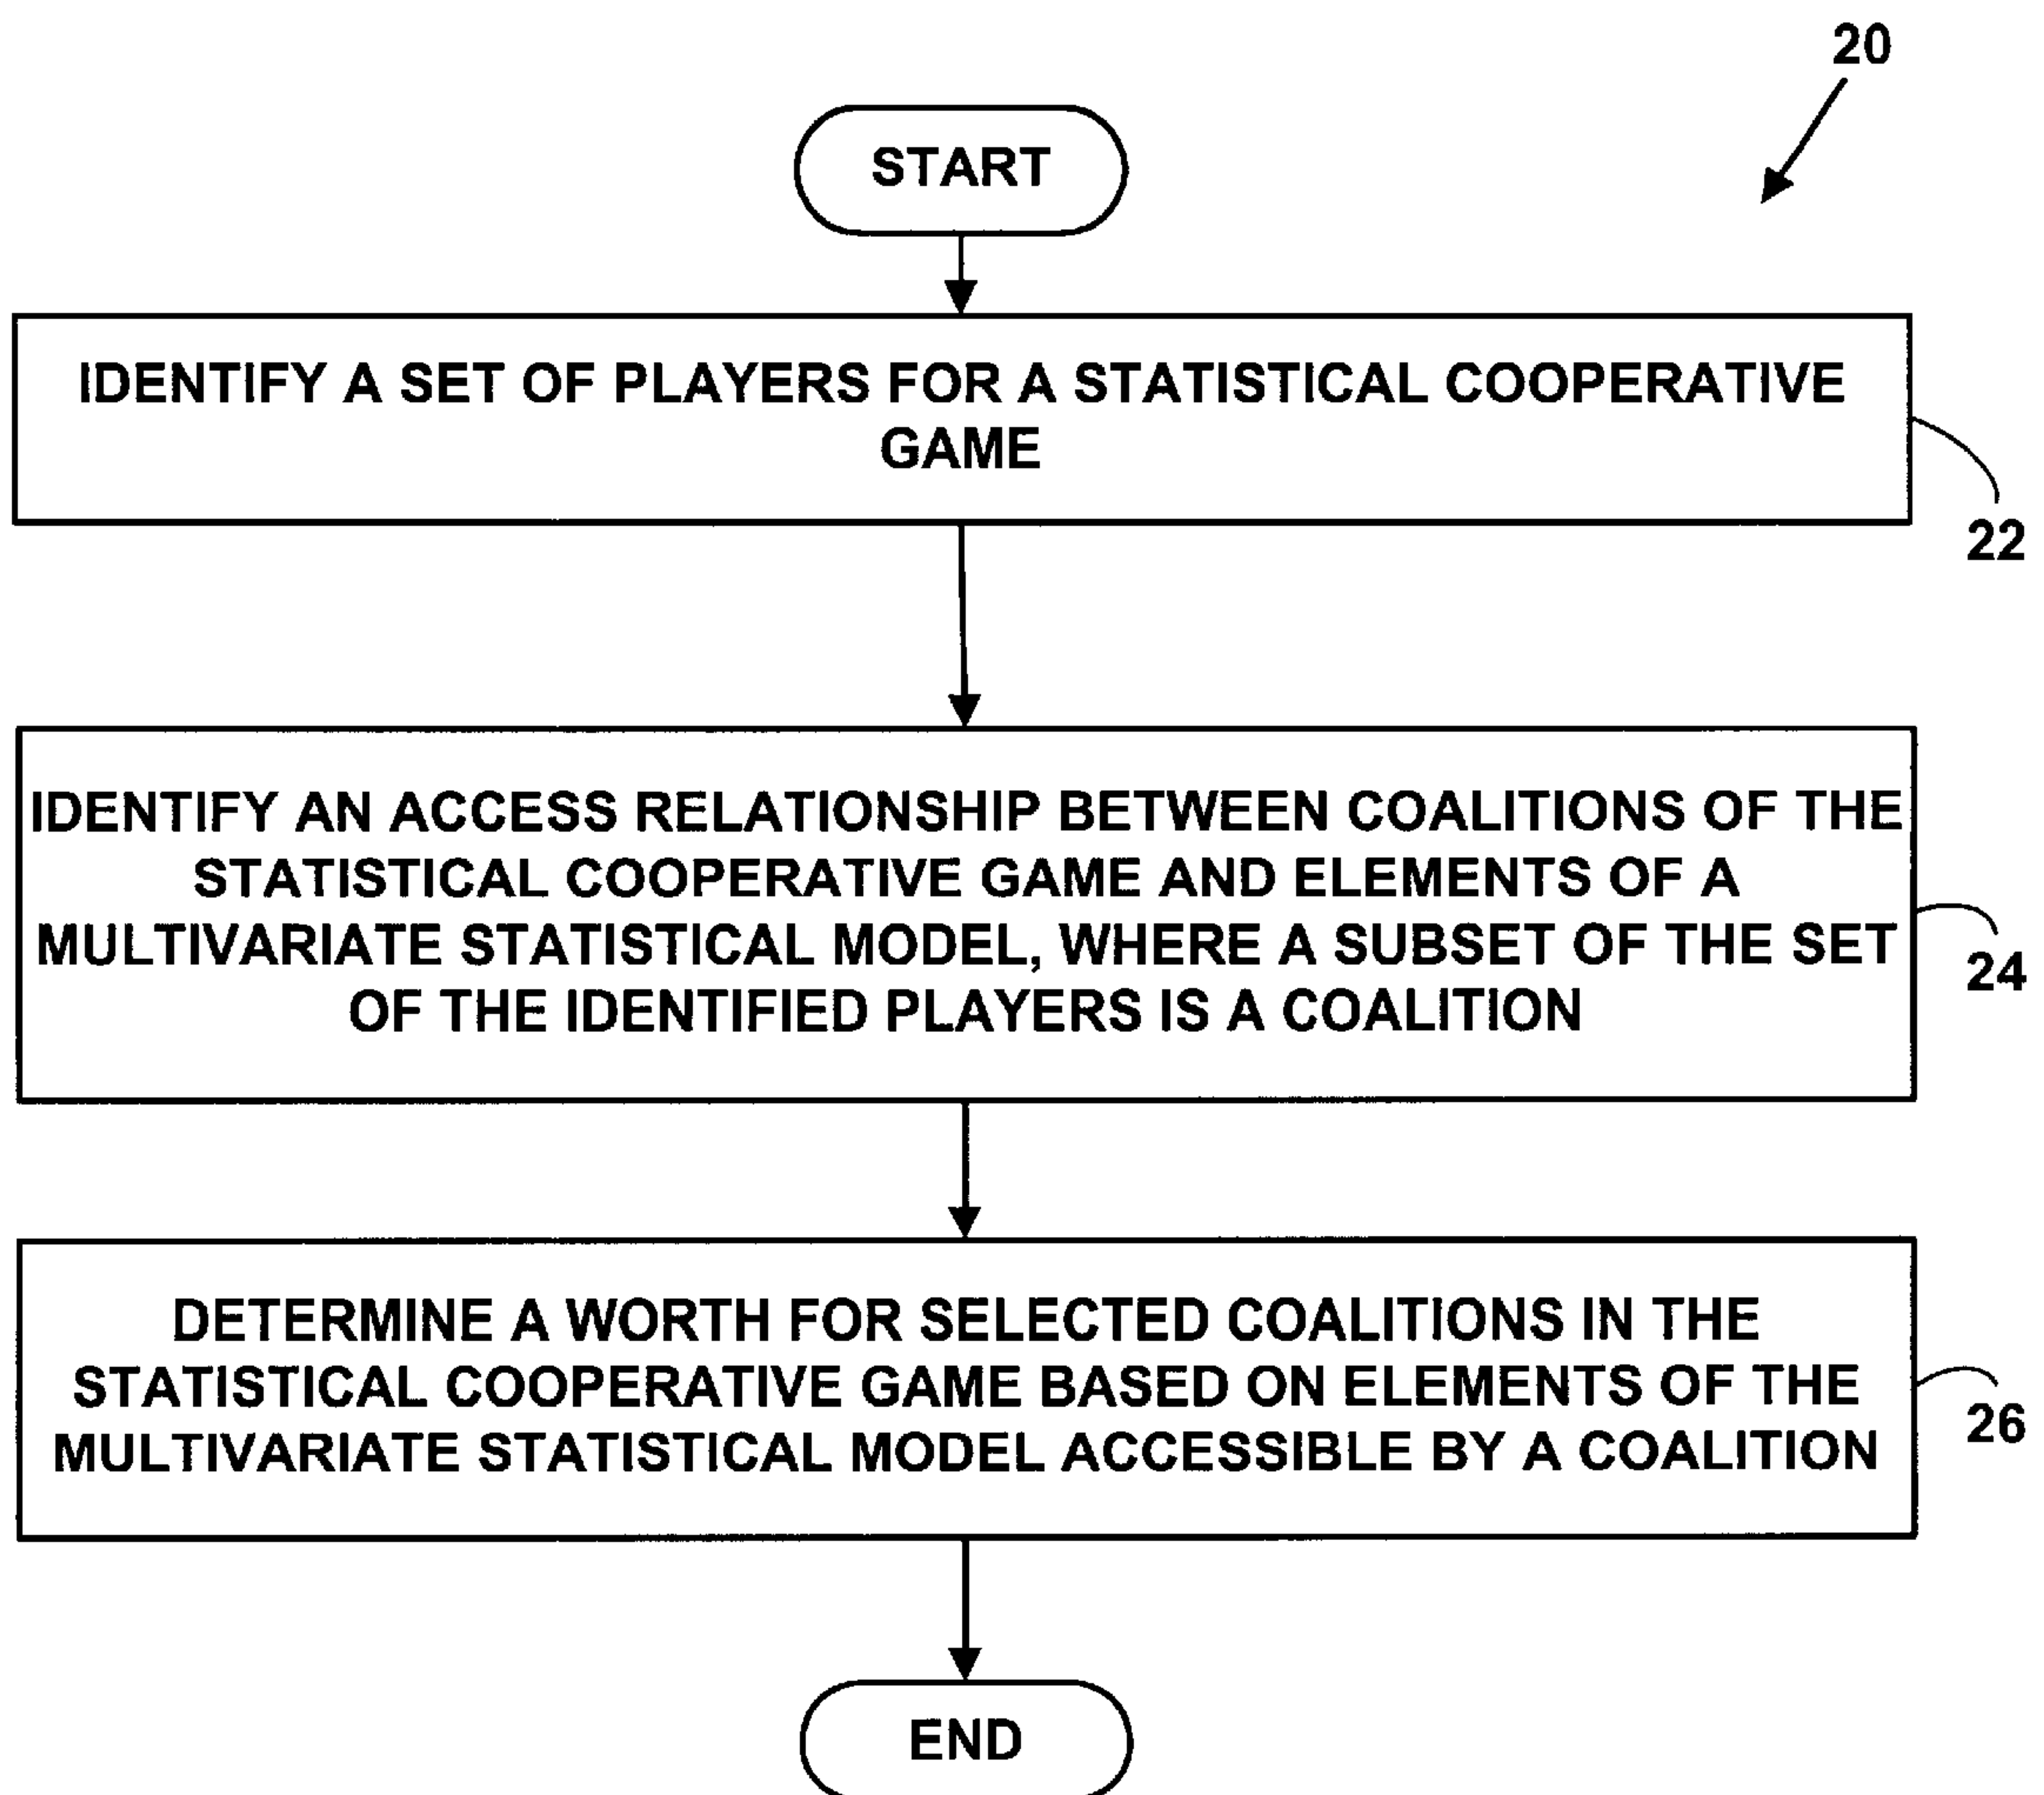 20
START
IDENTIFY A SET OF PLAYERS FOR A STATISTICAL COOPERATIVE
GAME
22
IDENTIFY AN ACCESS RELATIONSHIP BETWEEN COALITIONS OF THE
STATISTICAL COOPERATIVE GAME AND ELEMENTS OF A
MULTIVARIATE STATISTICAL MODEL, WHERE A SUBSET OF THE SET
OF THE IDENTIFIED PLAYERS IS A COALITION
24
DETERMINE A WORTH FOR SELECTED COALITIONS IN THE
STATISTICAL COOPERATIVE GAME BASED ON ELEMENTS OF THE
MULTIVARIATE STATISTICAL MODEL ACCESSIBLE BY A COALITION
26
END